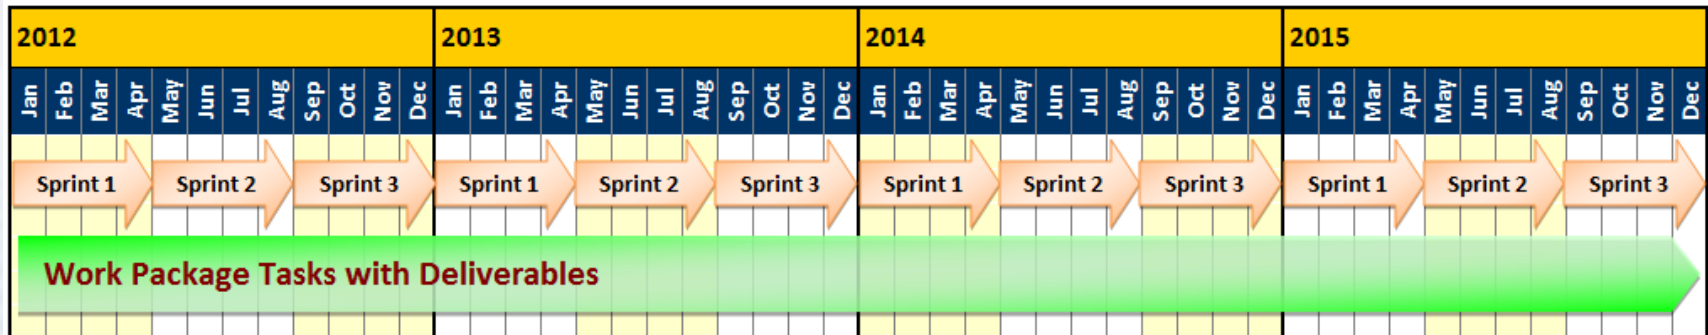 2012 2013 2014 2015
Jan Feb Mar Apr May Jun Jul Aug Sep Oct Nov Dec Jan Feb Mar Apr May Jun Jul Aug Sep Oct Nov Dec Jan Feb Mar Apr May Jun Jul Aug Sep Oct Nov Dec Jan Feb Mar Apr May Jun Jul Aug Sep Oct Nov Dec
Sprint 1 Sprint 2 Sprint 3 Sprint 1 Sprint 2 Sprint 3 Sprint 1 Sprint 2 Sprint 3 Sprint 1 Sprint 2 Sprint 3
Work Package Tasks with Deliverables